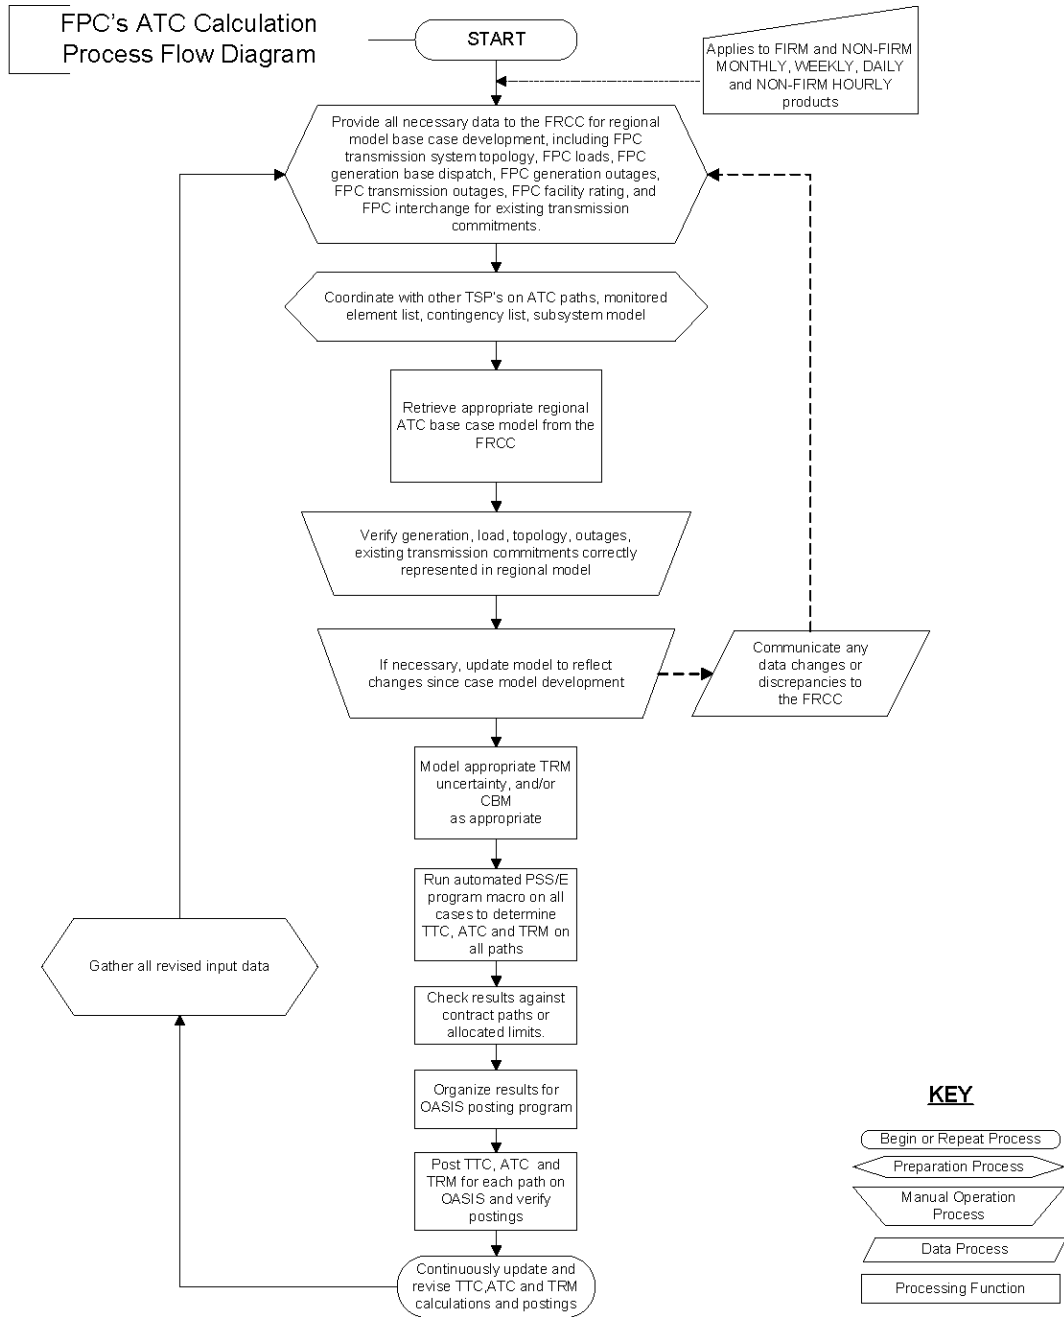 FPC's ATC Calculation
Process Flow Diagram
START
Applies to FIRM and NON-FIRM
MONTHLY, WEEKLY, DAILY
and NON-FIRM HOURLY
products
Provide all necessary data to the FRCC for regional
model base case development, including FPC
transmission system topology, FPC loads, FPC
generation base dispatch, FPC generation outages,
FPC transmission outages, FPC facility rating, and
FPC interchange for existing transmission
commitments.
Coordinate with other TSP's on ATC paths, monitored
element list, contingency list, subsystem model
Retrieve appropriate regional
ATC base case model from the
FRCC
Verify generation, load, topology, outages,
existing transmission commitments correctly
represented in regional model
If necessary, update model to reflect
changes since case model development
Communicate any
data changes or
discrepancies to
the FRCC
Model appropriate TRM
uncertainty, and/or
CBM
as appropriate
Run automated PSS/E
program macro on all
cases to determine
TTC, ATC and TRM on
all paths
Gather all revised input data
Check results against
contract paths or
allocated limits.
Organize results for
OASIS posting program
Post TTC, ATC and
TRM for each path on
OASIS and verify
postings
Continuously update and
revise TTC,ATC and TRM
calculations and postings
KEY
Begin or Repeat Process
Preparation Process
Manual Operation
Process
Data Process
Processing Function